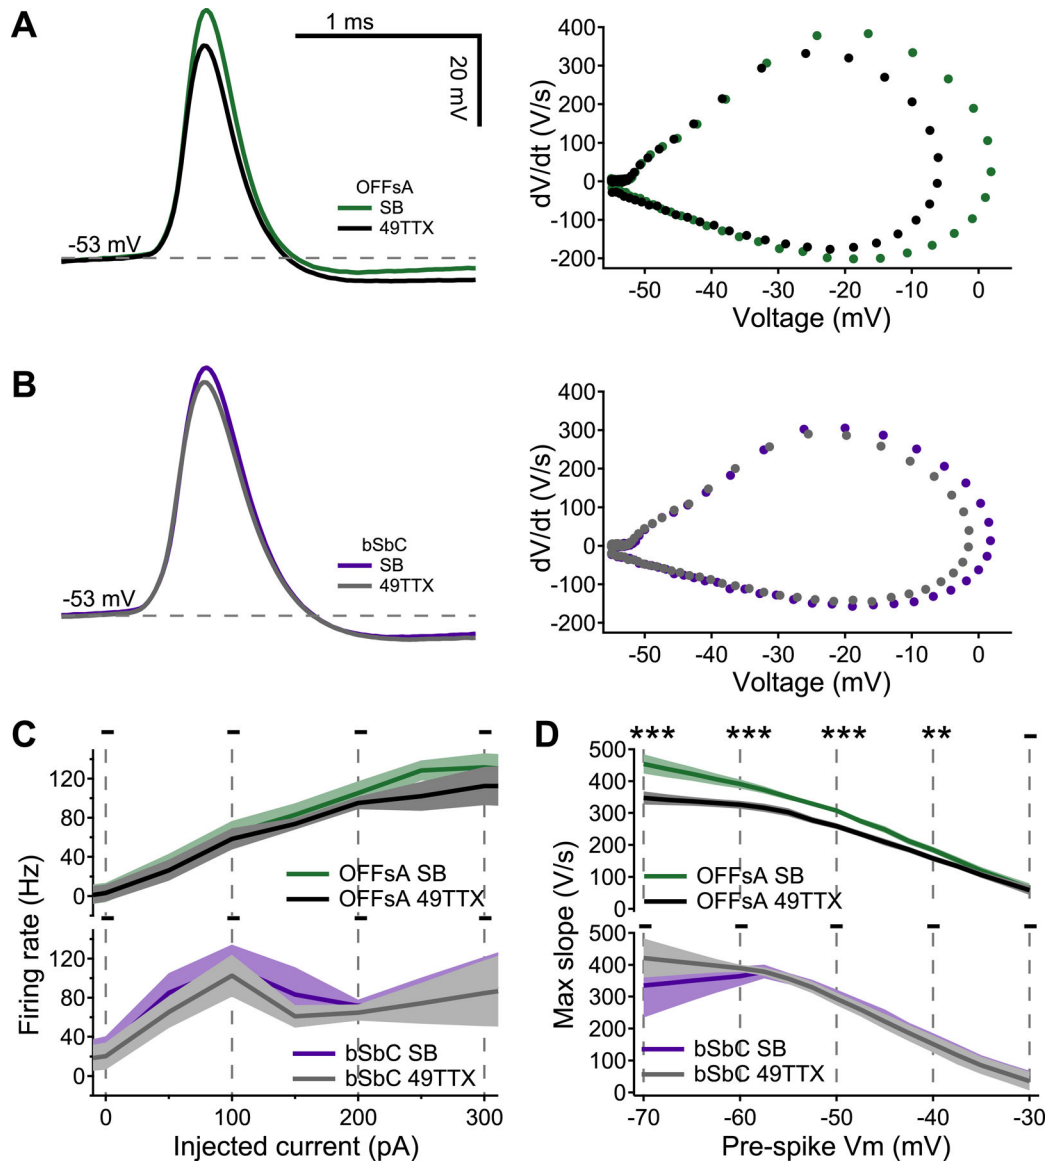 A
1 ms
20 mV
OFFsA
SB
49TTX
-53 mV
dV/dt (V/s)
400
300
200
100
0
-100
-200
-50 -40 -30 -20 -10 0
Voltage (mV)
B
bSbC
SB
49TTX
-53 mV
dV/dt (V/s)
400
300
200
100
0
-100
-200
-50 -40 -30 -20 -10 0
Voltage (mV)
C
- - - -
Firing rate (Hz)
120
80
40
0
OFFsA SB
OFFsA 49TTX
- - - -
120
80
40
0
bSbC SB
bSbC 49TTX
0 100 200 300
Injected current (pA)
D
*** *** *** ** -
Max slope (V/s)
500
400
300
200
100
0
OFFsA SB
OFFsA 49TTX
- - - - -
500
400
300
200
100
0
bSbC SB
bSbC 49TTX
-70 -60 -50 -40 -30
Pre-spike Vm (mV)